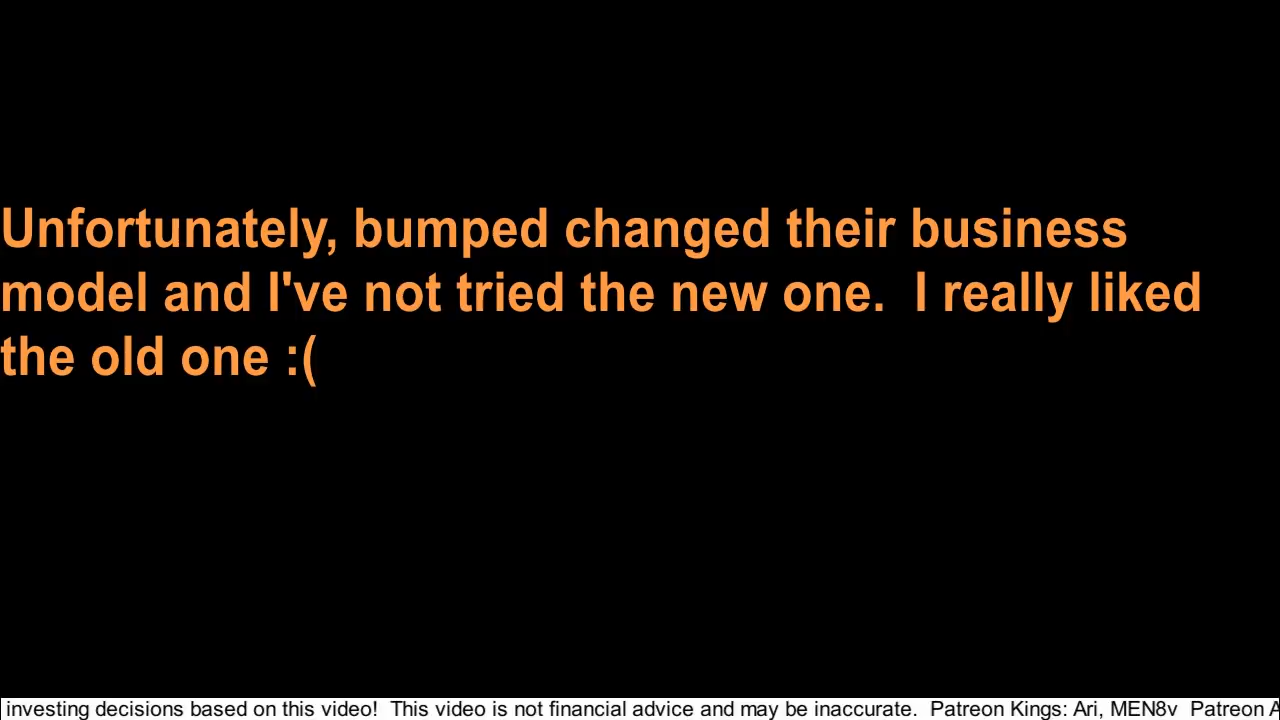 Unfortunately, bumped changed their business
model and I've not tried the new one.  I really liked
the old one :(
investing decisions based on this video!  This video is not financial advice and may be inaccurate.  Patreon Kings: Ari, MEN8v  Patreon